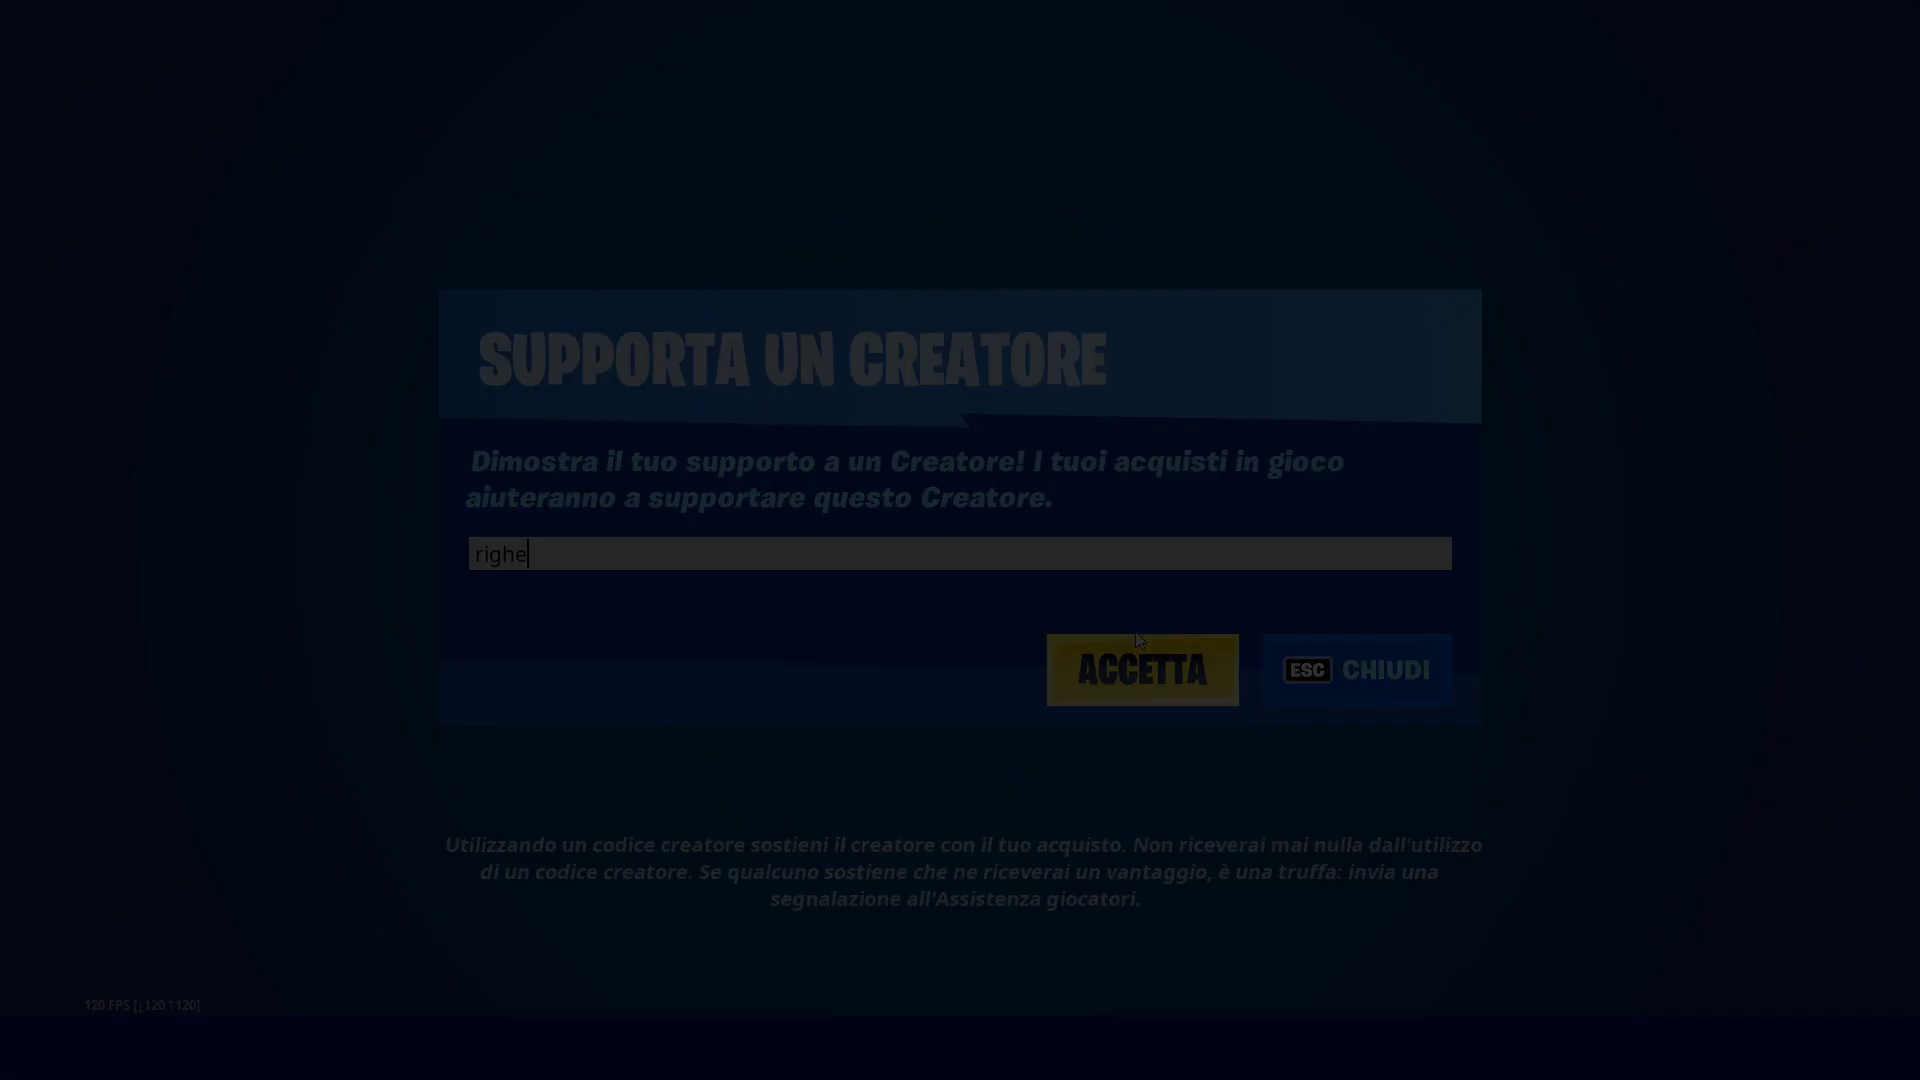 SUPPORTA UN CREATORE
Dimostra il tuo supporto a un Creatore! I tuoi acquisti in gioco
aiuteranno a supportare questo Creatore.
righe
ACCETTA
ESC CHIUDI
Utilizzando un codice creatore sostieni il creatore con il tuo acquisto. Non riceverai mai nulla dall'utilizzo
di un codice creatore. Se qualcuno sostiene che ne riceverai un vantaggio, è una truffa: invia una
segnalazione all'Assistenza giocatori.
120 FPS [↓120 ↑120]